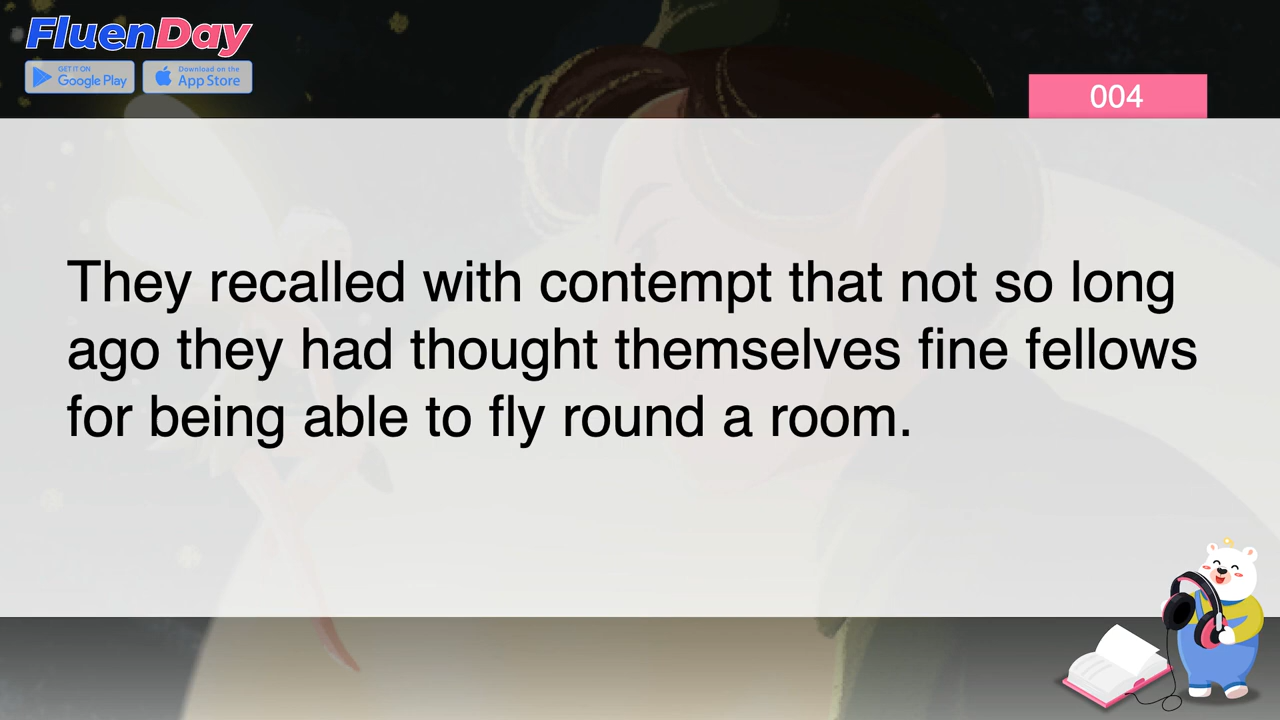 FluenDay
GET IT ON
Google Play
Download on the
App Store
004
They recalled with contempt that not so long
ago they had thought themselves fine fellows
for being able to fly round a room.